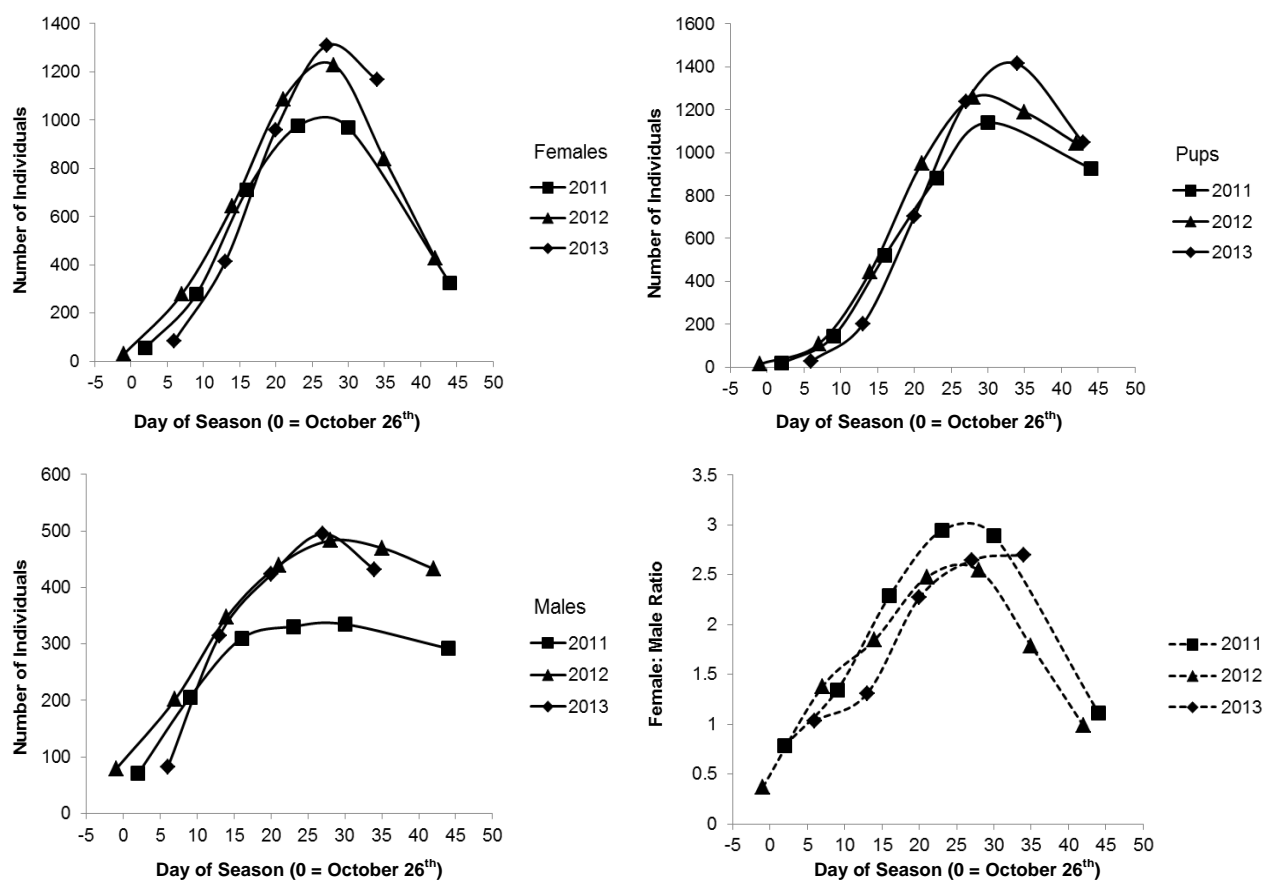 1400
1200
1000
800
600
400
200
0
-5 0 5 10 15 20 25 30 35 40 45 50
Number of Individuals
Day of Season (0 = October 26th)
Females
2011
2012
2013
1600
1400
1200
1000
800
600
400
200
0
-5 0 5 10 15 20 25 30 35 40 45 50
Number of Individuals
Day of Season (0 = October 26th)
Pups
2011
2012
2013
600
500
400
300
200
100
0
-5 0 5 10 15 20 25 30 35 40 45 50
Number of Individuals
Day of Season (0 = October 26th)
Males
2011
2012
2013
3.5
3
2.5
2
1.5
1
0.5
0
-5 0 5 10 15 20 25 30 35 40 45 50
Female: Male Ratio
Day of Season (0 = October 26th)
2011
2012
2013